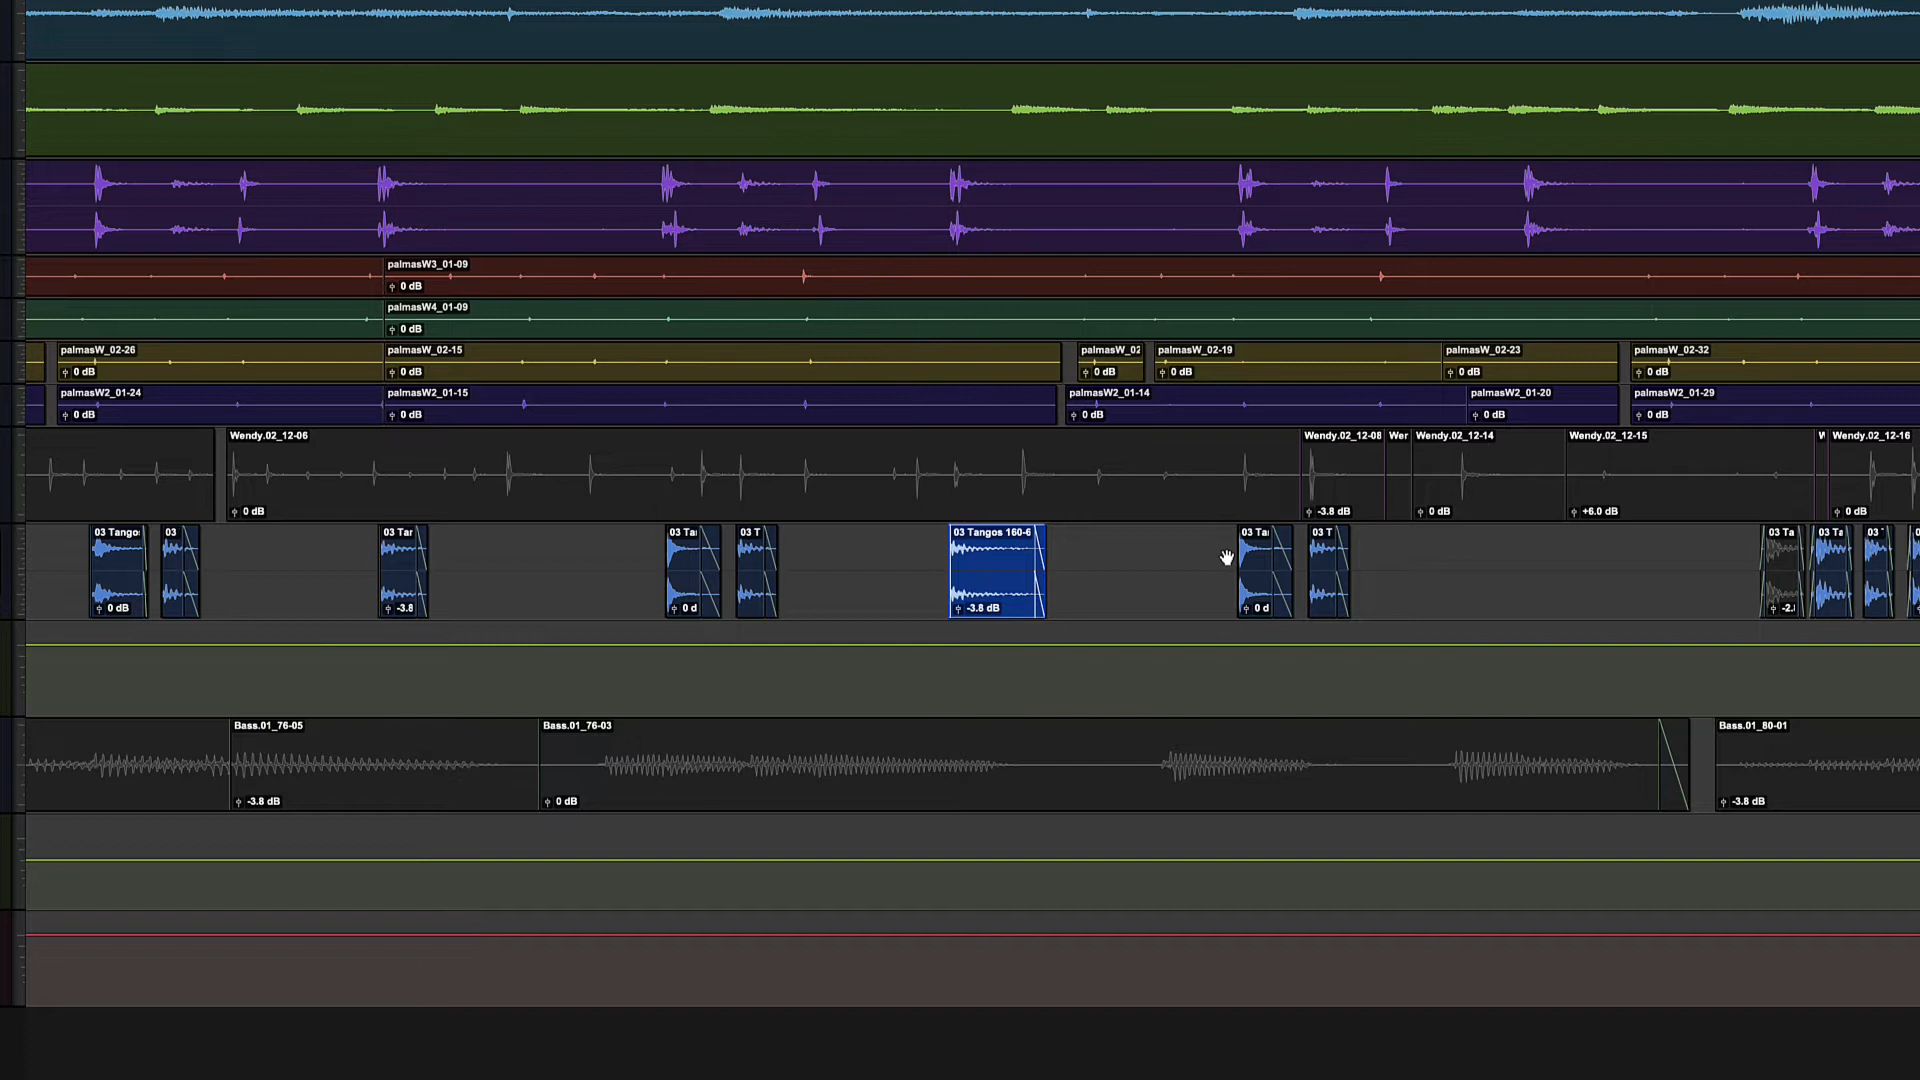 palmasW3_01-09
0 dB
palmasW4_01-09
0 dB
palmasW_02-26
0 dB
palmasW_02-15
0 dB
palmasW_02
0 dB
palmasW_02-19
0 dB
palmasW_02-23
0 dB
palmasW_02-32
0 dB
palmasW2_01-24
0 dB
palmasW2_01-15
0 dB
palmasW2_01-14
0 dB
palmasW2_01-20
0 dB
palmasW2_01-29
0 dB
Wendy.02_12-06
0 dB
Wendy.02_12-08
-3.8 dB
Wer
Wendy.02_12-14
0 dB
Wendy.02_12-15
+6.0 dB
Wendy.02_12-16
0 dB
03 Tango
0 dB
03
03 Tar
-3.8
03 Tai
0 d
03 T
03 Tangos 160-6
-3.8 dB
03 Tai
0 d
03 T
03 Ta
-2.
03 Ta
03
Bass.01_76-05
-3.8 dB
Bass.01_76-03
0 dB
Bass.01_80-01
-3.8 dB